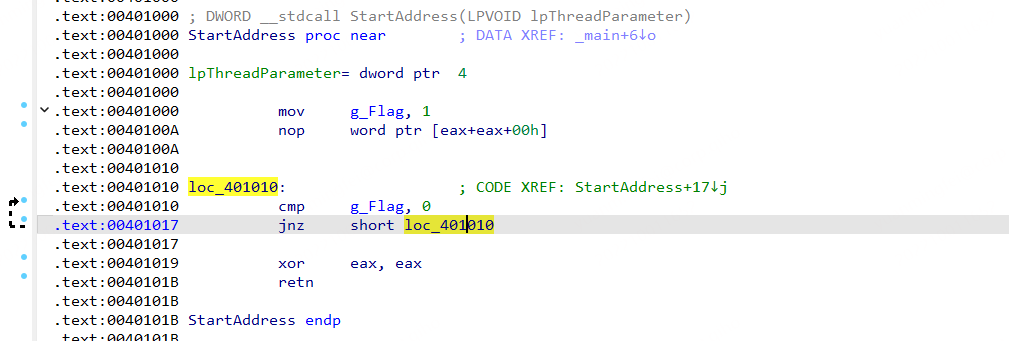 .text:00401000 ; DWORD __stdcall StartAddress(LPVOID lpThreadParameter)
.text:00401000 StartAddress proc near ; DATA XREF: _main+6↓o
.text:00401000
.text:00401000 lpThreadParameter= dword ptr 4
.text:00401000
.text:00401000 mov g_Flag, 1
.text:0040100A nop word ptr [eax+eax+00h]
.text:0040100A
.text:00401010
.text:00401010 loc_401010: ; CODE XREF: StartAddress+17↓j
.text:00401010 cmp g_Flag, 0
.text:00401017 jnz short loc_401010
.text:00401017
.text:00401019 xor eax, eax
.text:0040101B retn
.text:0040101B
.text:0040101B StartAddress endp
.text:0040101B